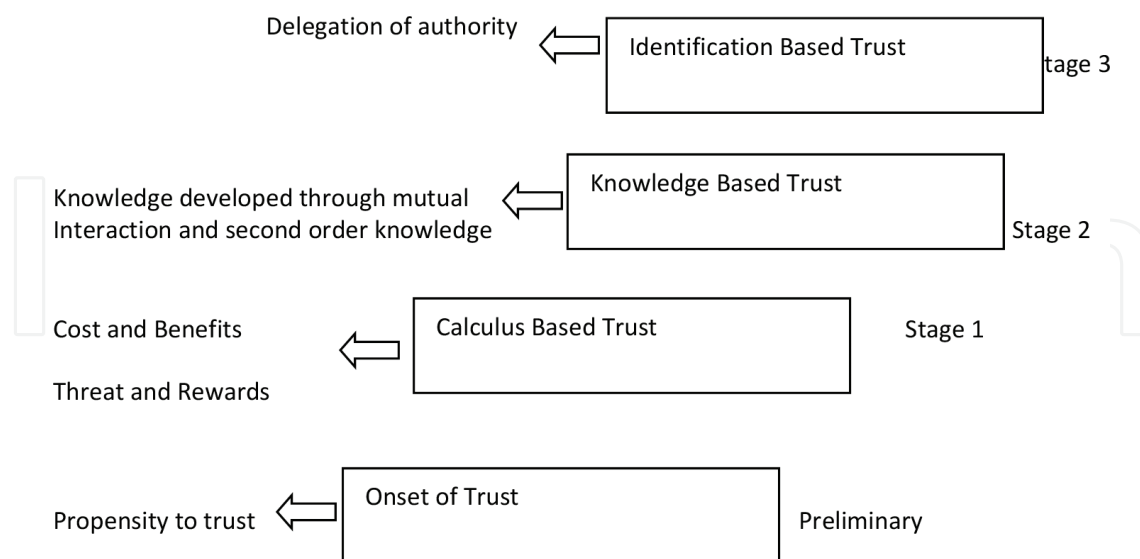 Delegation of authority
Identification Based Trust
tage 3
Knowledge Based Trust
Knowledge developed through mutual
Interaction and second order knowledge
Stage 2
Cost and Benefits
Calculus Based Trust
Stage 1
Threat and Rewards
Onset of Trust
Propensity to trust
Preliminary